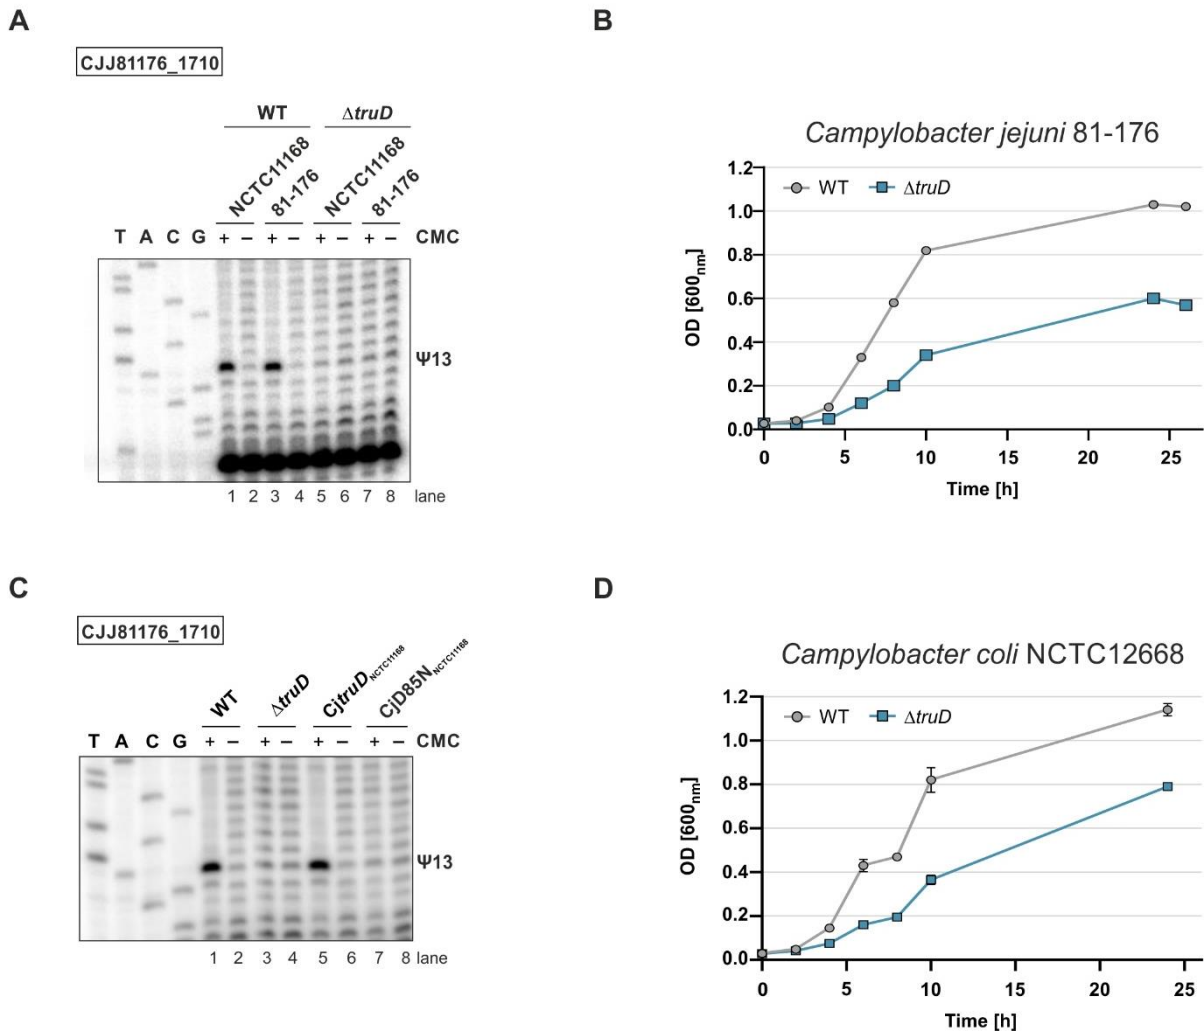 A
CJJ81176_1710
WT ΔtruD
NCTC11168 81-176 NCTC11168 81-176
T A C G + − + − + − + − CMC
Ψ13
1 2 3 4 5 6 7 8 lane
B
Campylobacter jejuni 81-176
WT ΔtruD
OD [600nm]
1.2
1.0
0.8
0.6
0.4
0.2
0.0
0 5 10 15 20 25
Time [h]
C
CJJ81176_1710
WT ΔtruD CjtruDNCTC11168 CjD85NNCTC11168
T A C G + − + − + − + − CMC
Ψ13
1 2 3 4 5 6 7 8 lane
D
Campylobacter coli NCTC12668
WT ΔtruD
OD [600nm]
1.2
1.0
0.8
0.6
0.4
0.2
0.0
0 5 10 15 20 25
Time [h]